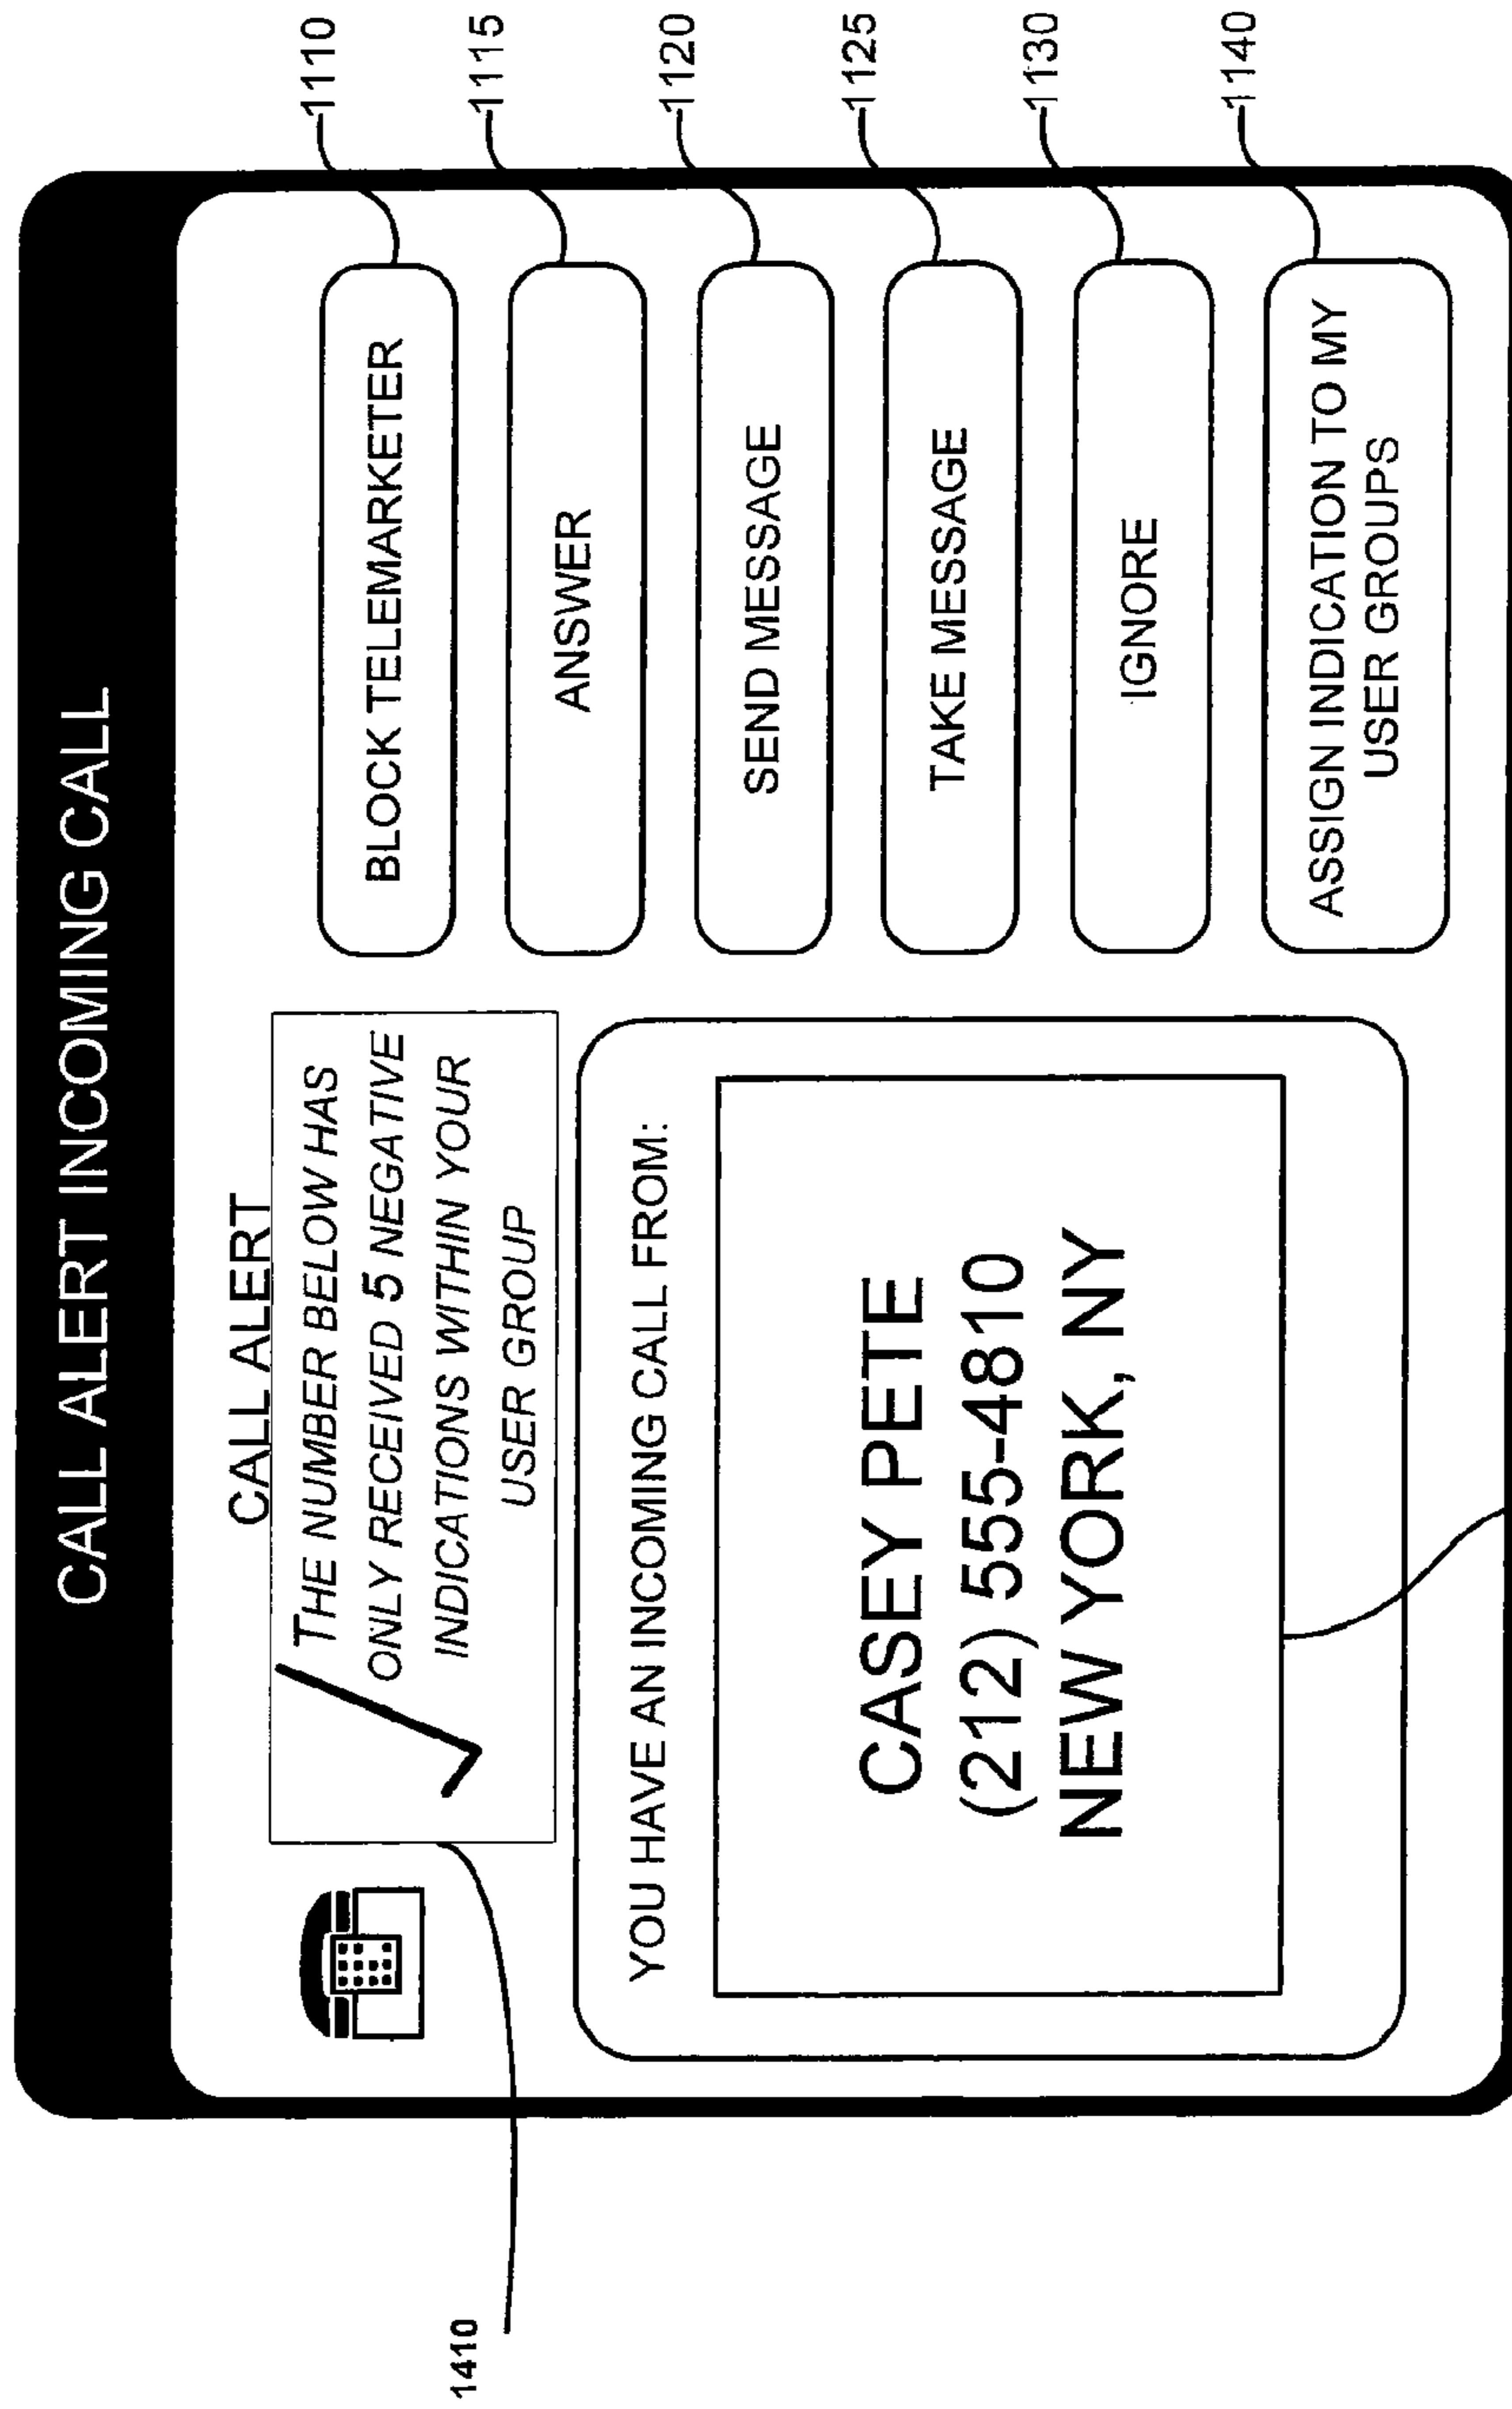 CALL ALERT INCOMING CALL
CALL ALERT
THE NUMBER BELOW HAS
ONLY RECEIVED 5 NEGATIVE
INDICATIONS WITHIN YOUR
USER GROUP
1410
YOU HAVE AN INCOMING CALL FROM:
CASEY PETE
(212) 555-4810
NEW YORK, NY
BLOCK TELEMARKETER
1110
ANSWER
1115
SEND MESSAGE
1120
TAKE MESSAGE
1125
IGNORE
1130
ASSIGN INDICATION TO MY
USER GROUPS
1140